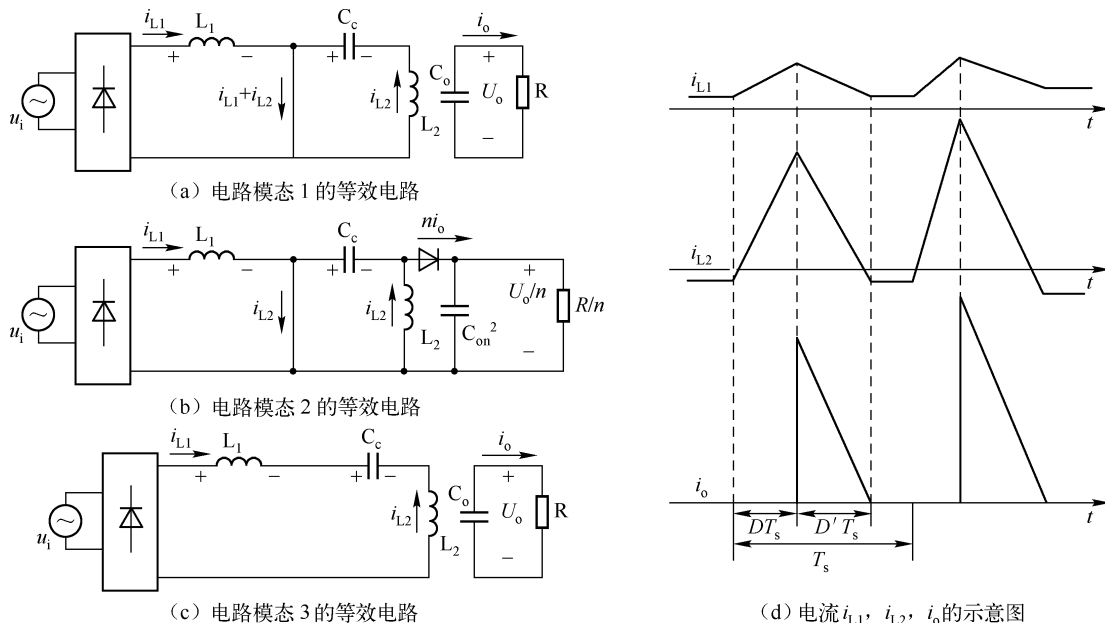 i_L1 L_1 C_c i_o
+ − + − C_o +
i_L1+i_L2 i_L2 U_o R
u_i L_2 −
（a）电路模态 1 的等效电路
i_L1 L_1 C_c ni_o
+ − + − +
i_L2 i_L2 U_o/n R/n
u_i L_2 C_on² −
（b）电路模态 2 的等效电路
i_L1 L_1 C_c i_o
+ − + − C_o +
i_L2 U_o R
u_i L_2 −
（c）电路模态 3 的等效电路
i_L1
t
i_L2
t
i_o
t
DT_s D′T_s
T_s
（d）电流 i_L1，i_L2，i_o的示意图